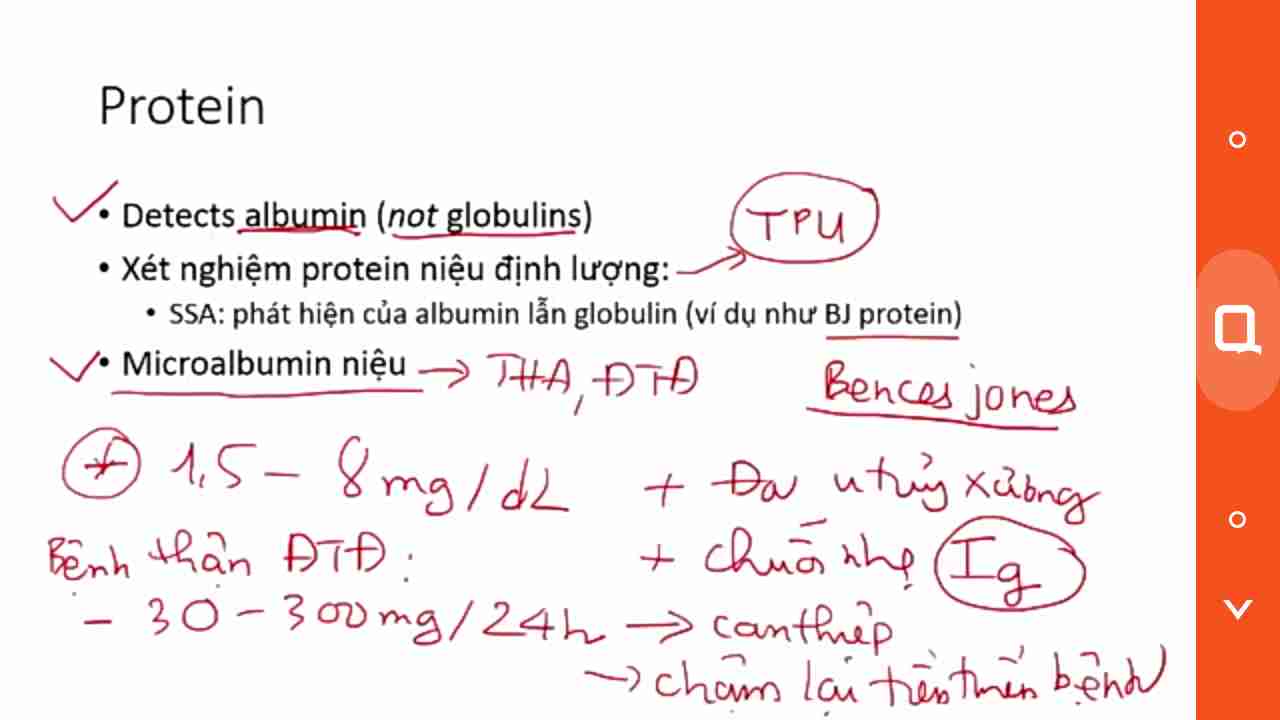 Protein
• Detects albumin (not globulins)
TPU
• Xét nghiệm protein niệu định lượng:
• SSA: phát hiện của albumin lẫn globulin (ví dụ như BJ protein)
• Microalbumin niệu → THA, ĐTĐ
Bences jones
+ 1,5 – 8 mg/dL
+ Đa u tủy xương
Bệnh thận ĐTĐ:
+ chuỗi nhẹ Ig
– 30 – 300 mg/24h → can thiệp
→ chậm lại tiến triển bệnh